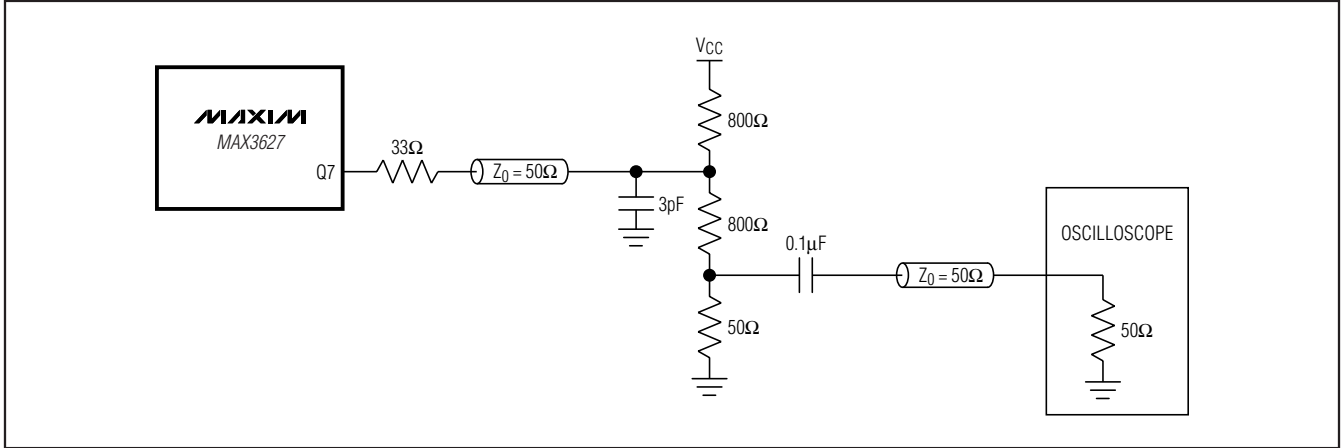 VCC
MAXIM
MAX3627
800Ω
33Ω
Q7
Z0 = 50Ω
3pF
800Ω
OSCILLOSCOPE
0.1µF
Z0 = 50Ω
50Ω
50Ω